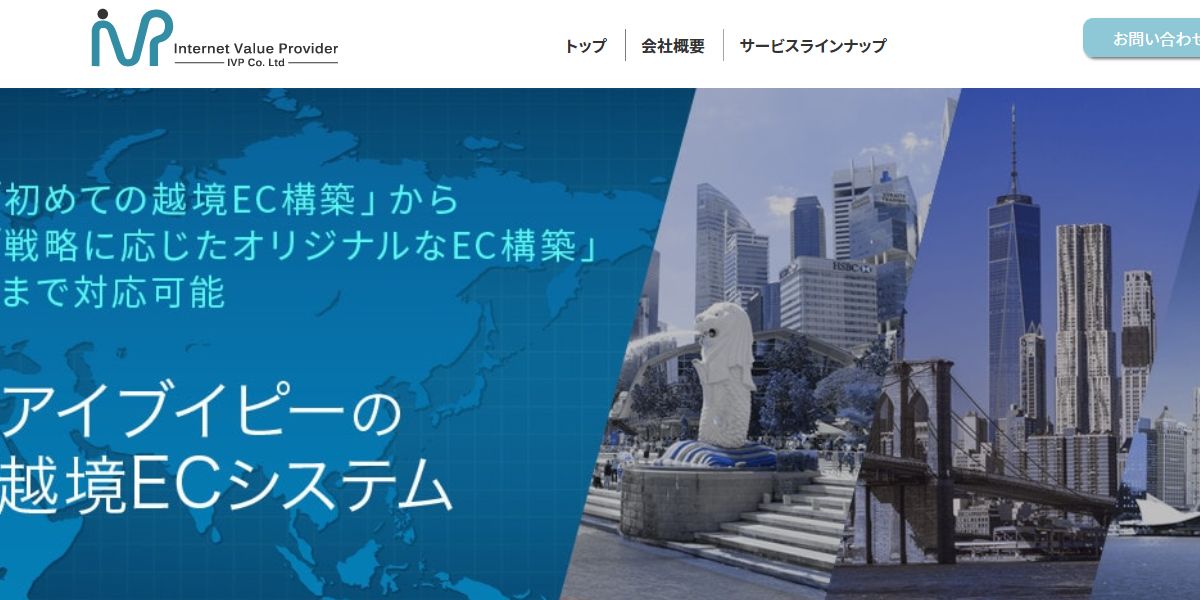 iVP
Internet Value Provider
IVP Co. Ltd
トップ
会社概要
サービスラインナップ
お問い合わせ
「初めての越境EC構築」から
「戦略に応じたオリジナルなEC構築」
まで対応可能
アイブイピーの
越境ECシステム
HSBC